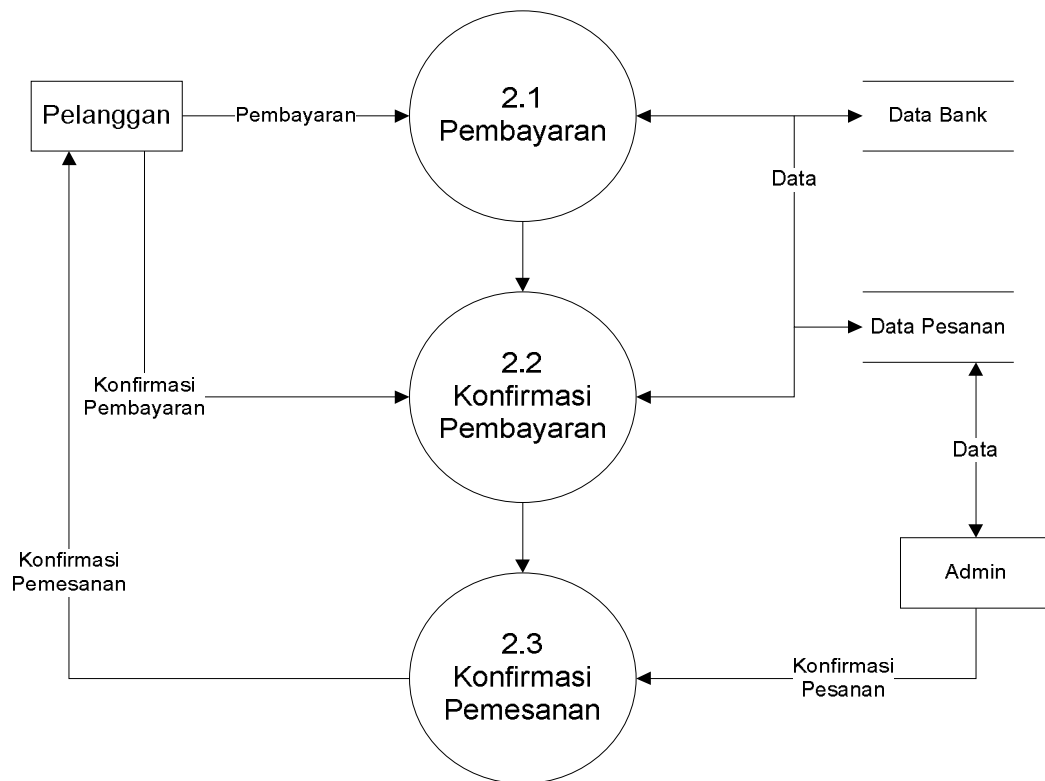 Pelanggan
Pembayaran
2.1
Pembayaran
Data Bank
Data
Data Pesanan
2.2
Konfirmasi
Pembayaran
Konfirmasi
Pembayaran
Data
Admin
Konfirmasi
Pemesanan
2.3
Konfirmasi
Pemesanan
Konfirmasi
Pesanan